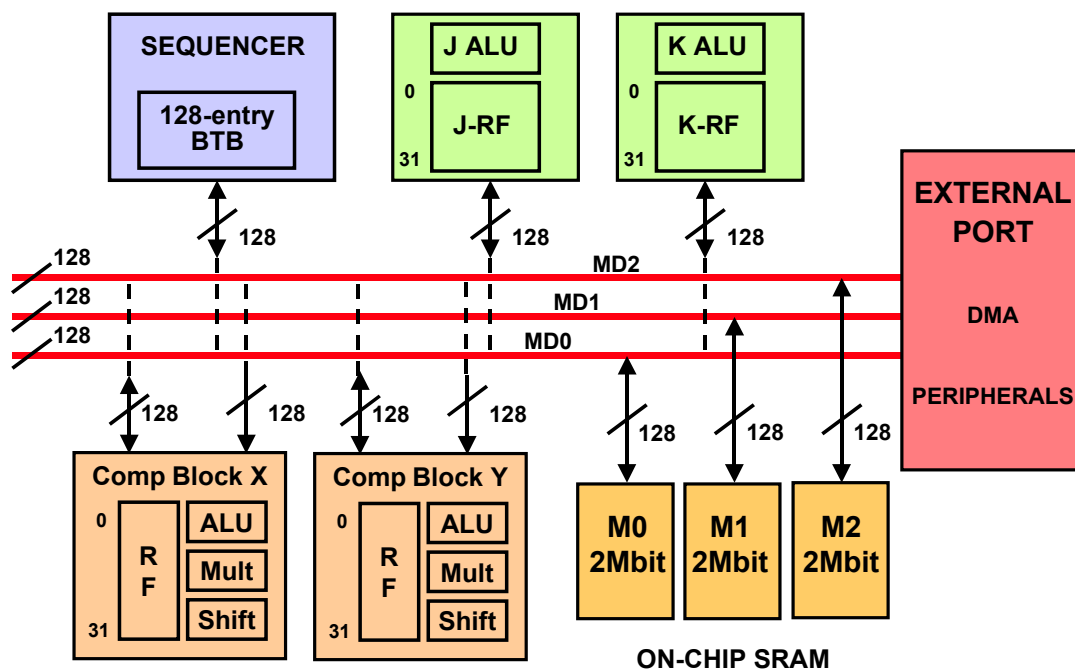 SEQUENCER
128-entry
BTB
J ALU
0
J-RF
31
K ALU
0
K-RF
31
EXTERNAL
PORT
DMA
PERIPHERALS
128
128
128
128
MD2
128
MD1
128
MD0
128
128
128
128
128
128
128
Comp Block X
0
R
F
31
ALU
Mult
Shift
Comp Block Y
0
R
F
31
ALU
Mult
Shift
M0
2Mbit
M1
2Mbit
M2
2Mbit
ON-CHIP SRAM